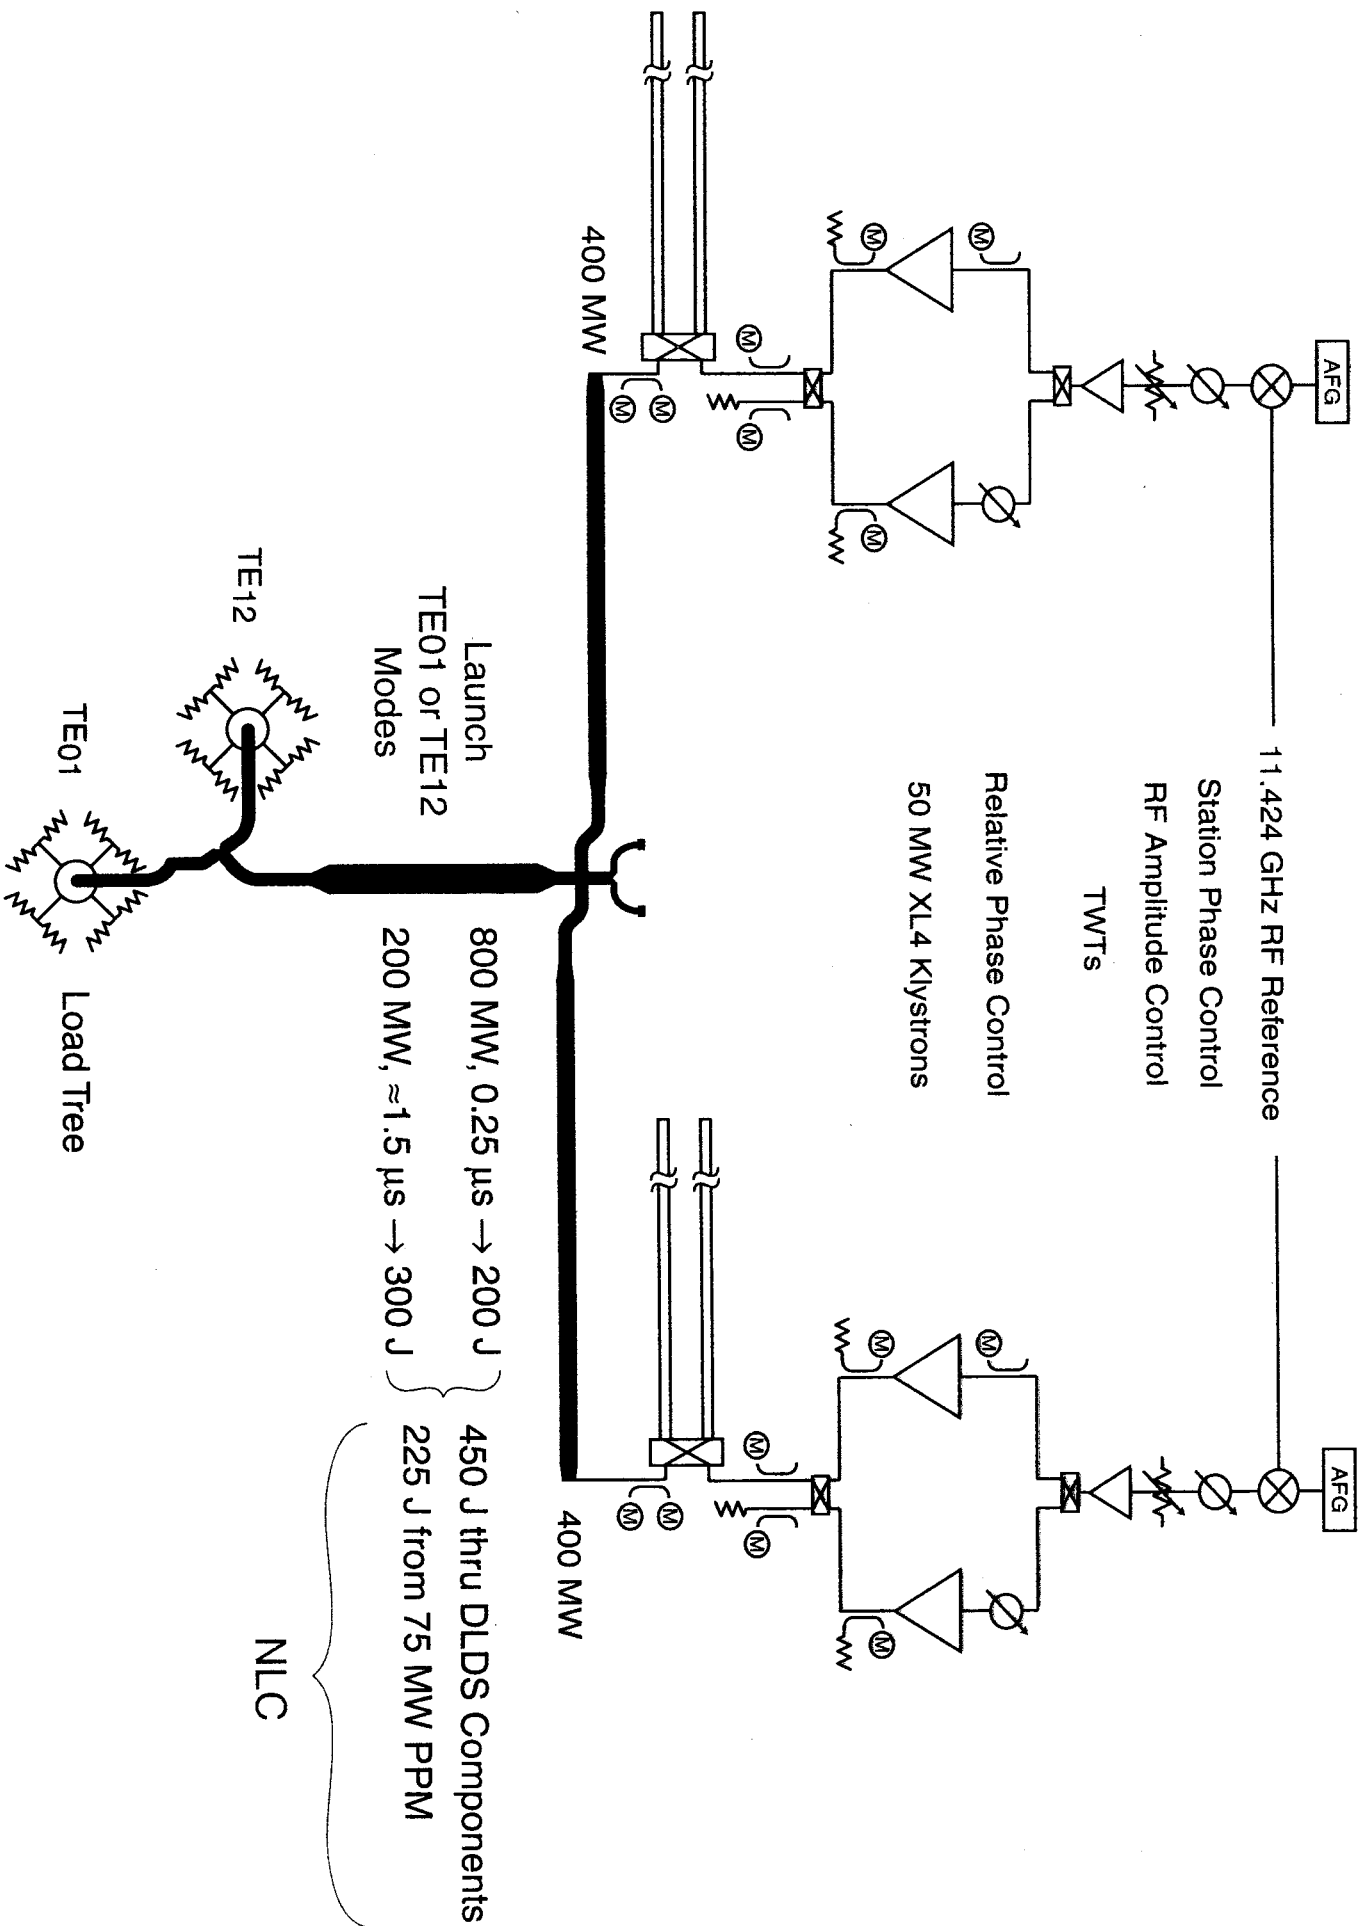 AFG
AFG
11.424 GHz RF Reference
Station Phase Control
RF Amplitude Control
TWTs
Relative Phase Control
50 MW XL4 Klystrons
M
M
M
M
M
M
M
M
M
M
M
M
M
M
400 MW
400 MW
Launch
TE01 or TE12
Modes
800 MW, 0.25 μs → 200 J
200 MW, ≈1.5 μs → 300 J
450 J thru DLDS Components
225 J from 75 MW PPM
NLC
TE12
TE01
Load Tree